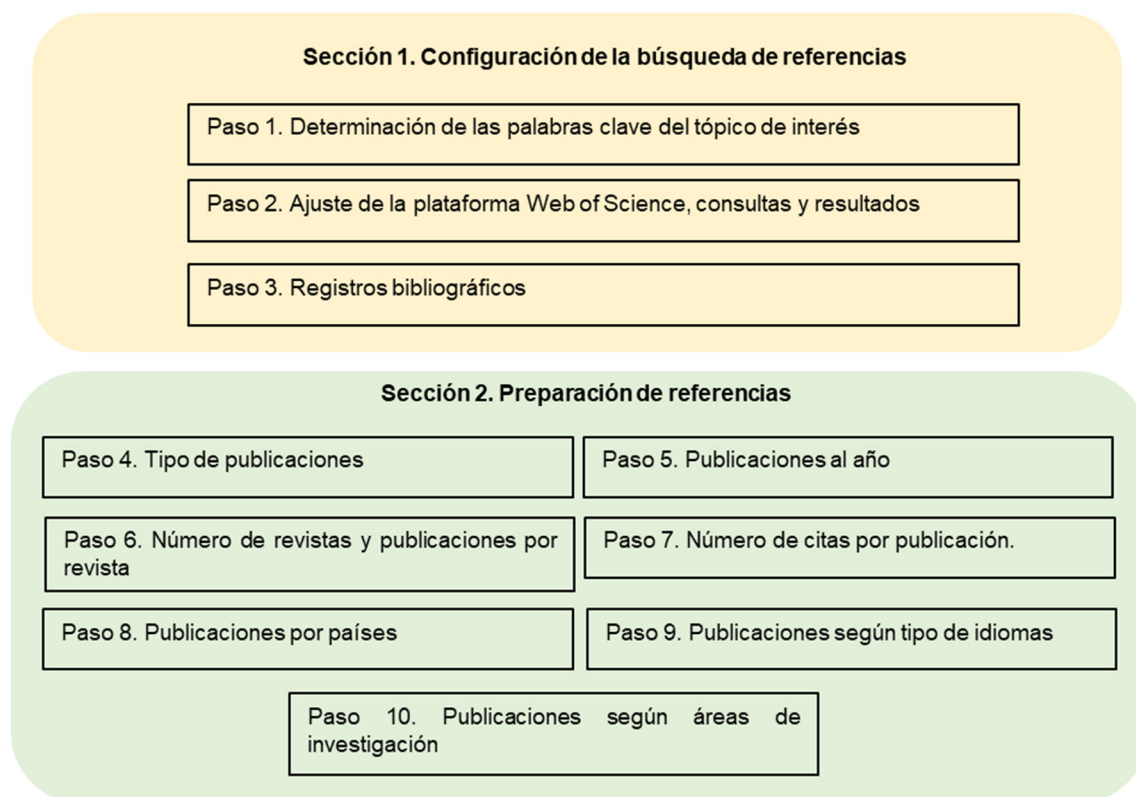 Sección 1. Configuración de la búsqueda de referencias
Paso 1. Determinación de las palabras clave del tópico de interés
Paso 2. Ajuste de la plataforma Web of Science, consultas y resultados
Paso 3. Registros bibliográficos
Sección 2. Preparación de referencias
Paso 4. Tipo de publicaciones
Paso 5. Publicaciones al año
Paso 6. Número de revistas y publicaciones por
revista
Paso 7. Número de citas por publicación.
Paso 8. Publicaciones por países
Paso 9. Publicaciones según tipo de idiomas
Paso 10. Publicaciones según áreas de
investigación